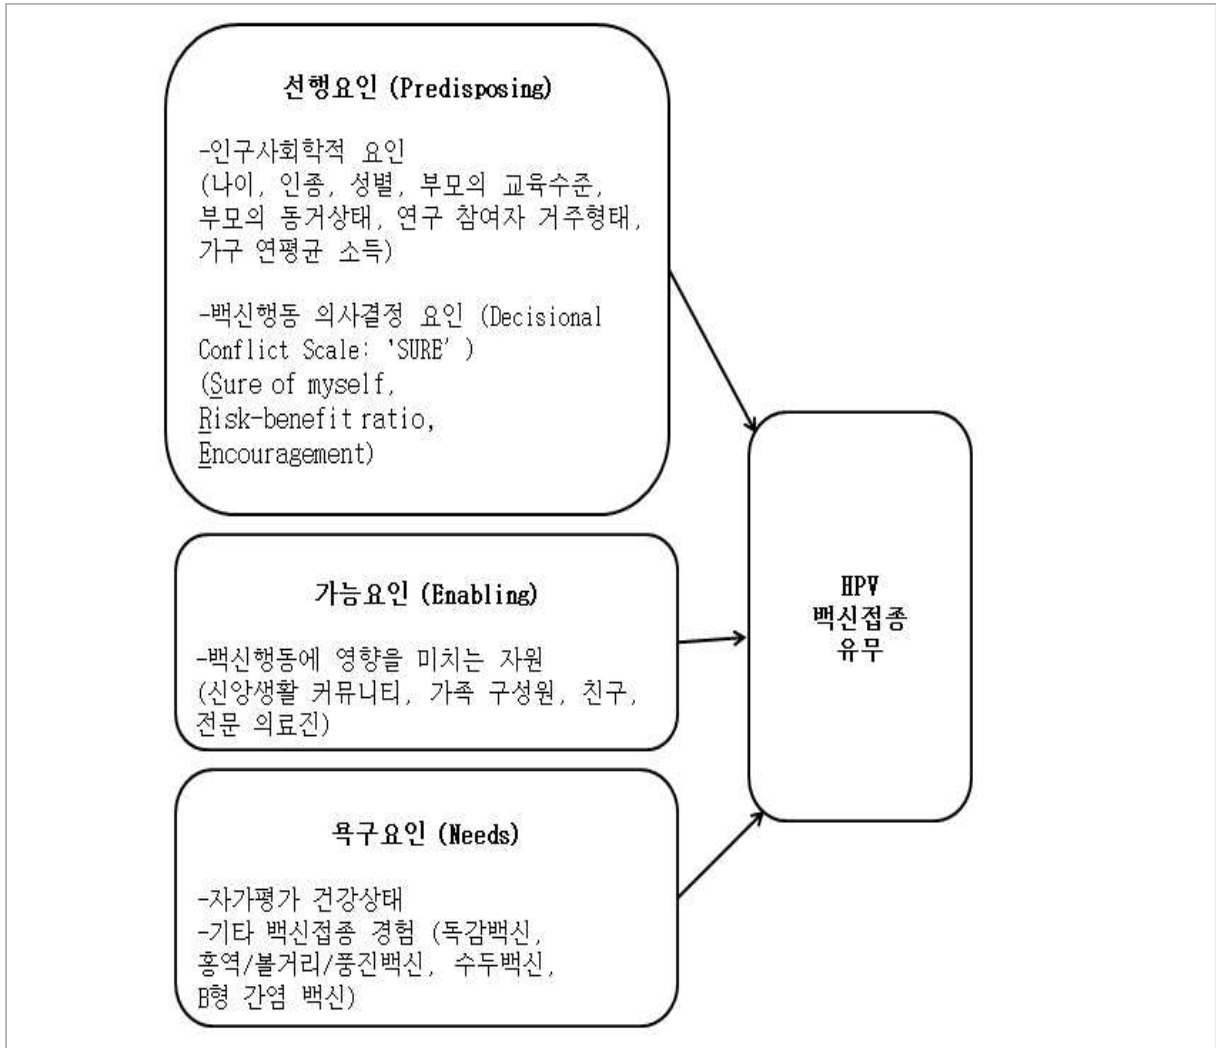 선행요인 (Predisposing)
-인구사회학적 요인
(나이, 인종, 성별, 부모의 교육수준,
부모의 동거상태, 연구 참여자 거주형태,
가구 연평균 소득)
-백신행동 의사결정 요인 (Decisional
Conflict Scale: 'SURE' )
(Sure of myself,
Risk-benefit ratio,
Encouragement)
가능요인 (Enabling)
-백신행동에 영향을 미치는 자원
(신앙생활 커뮤니티, 가족 구성원, 친구,
전문 의료진)
욕구요인 (Needs)
-자가평가 건강상태
-기타 백신접종 경험 (독감백신,
홍역/볼거리/풍진백신, 수두백신,
B형 간염 백신)
HPV
백신접종
유무